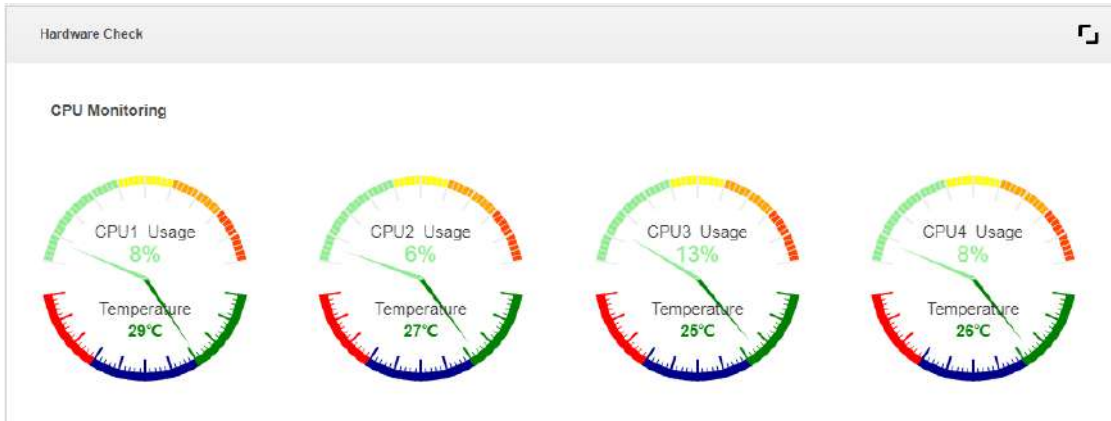 Hardware Check
CPU Monitoring
CPU1 Usage
8%
Temperature
29°C
CPU2 Usage
6%
Temperature
27°C
CPU3 Usage
13%
Temperature
25°C
CPU4 Usage
8%
Temperature
26°C